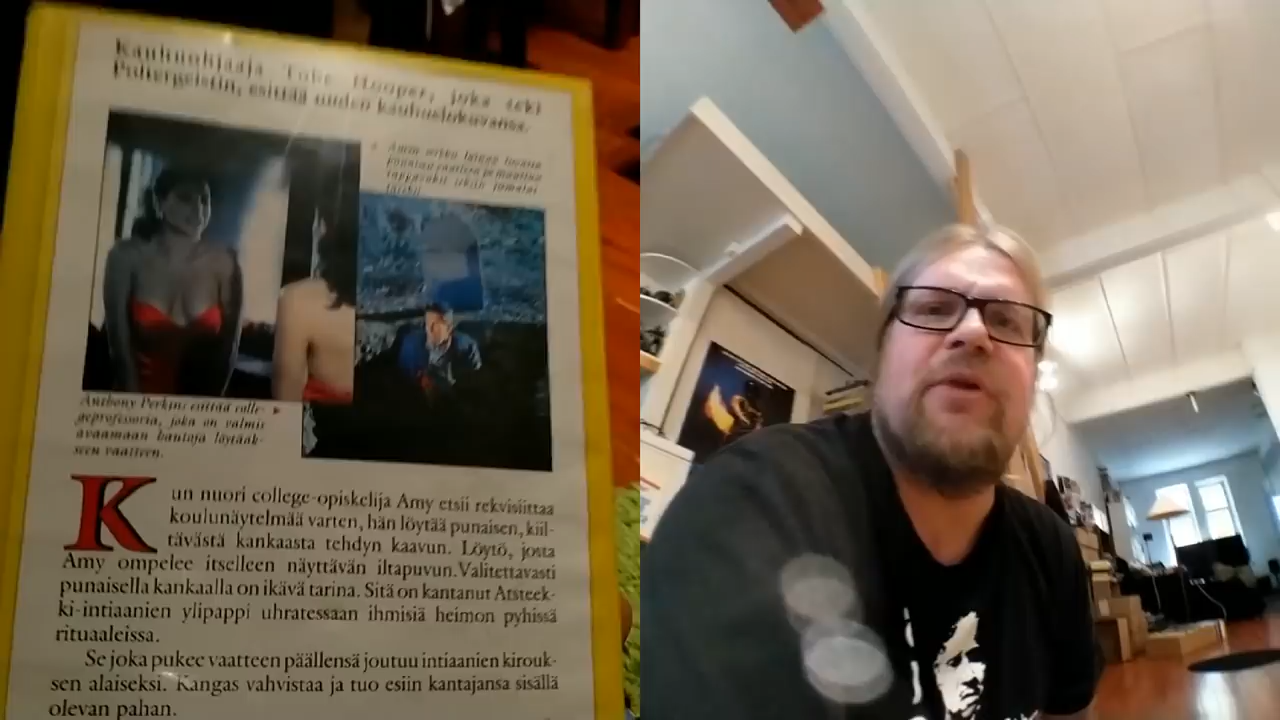 Kauhuohjaaja Tobe Hooper, joka teki
Poltergeistin, esittää uuden kauhuelokuvansa.
Anthony Perkins esittää colle-
geprofessoria, joka on valmis
avaamaan hautoja löytääk-
seen vaatteen.
Kun nuori college-opiskelija Amy etsii rekvisiittaa
koulunäytelmää varten, hän löytää punaisen, kiil-
tävästä kankaasta tehdyn kaavun. Löytö, josta
Amy ompelee itselleen näyttävän iltapuvun.Valitettavasti
punaisella kankaalla on ikävä tarina. Sitä on kantanut Atsteek-
ki-intiaanien ylipappi uhratessaan ihmisiä heimon pyhissä
rituaaleissa.
Se joka pukee vaatteen päällensä joutuu intiaanien kirouk-
sen alaiseksi. Kangas vahvistaa ja tuo esiin kantajansa sisällä
olevan pahan.